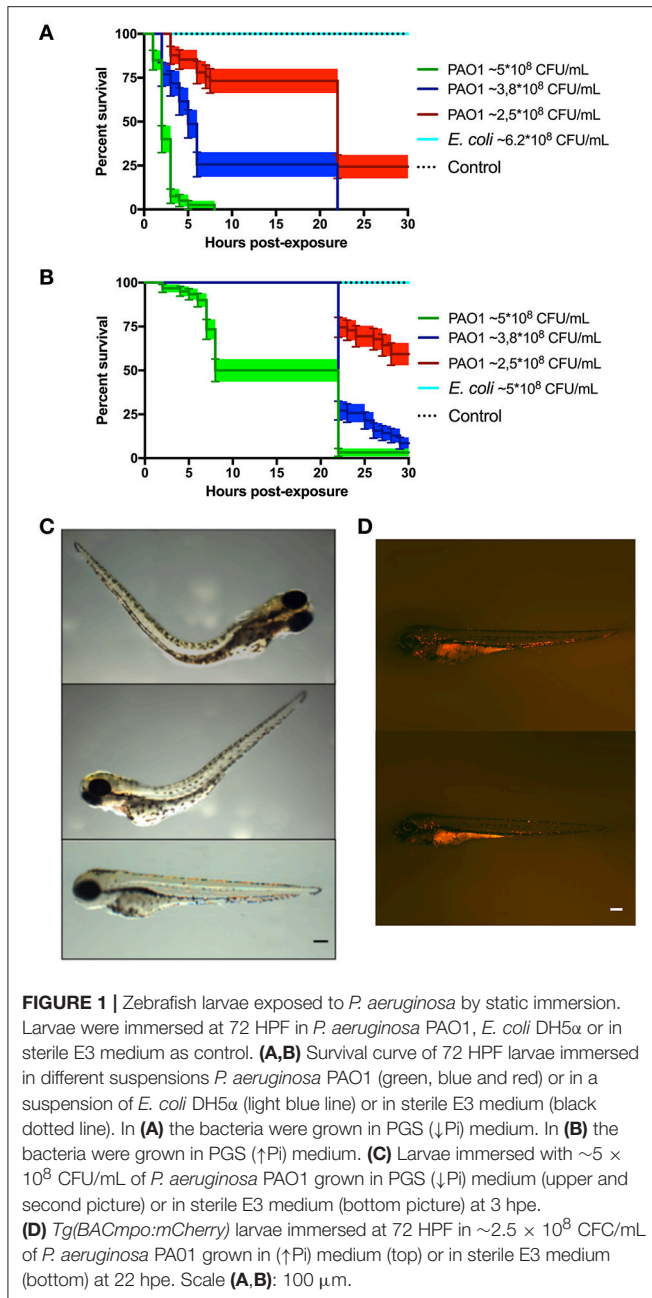 A
100
75
50
25
0
Percent survival
0 5 10 15 20 25 30
Hours post-exposure
PAO1 ~5*10⁸ CFU/mL
PAO1 ~3,8*10⁸ CFU/mL
PAO1 ~2,5*10⁸ CFU/mL
E. coli ~6.2*10⁸ CFU/mL
Control
B
100
75
50
25
0
Percent survival
0 5 10 15 20 25 30
Hours post-exposure
PAO1 ~5*10⁸ CFU/mL
PAO1 ~3,8*10⁸ CFU/mL
PAO1 ~2,5*10⁸ CFU/mL
E. coli ~5*10⁸ CFU/mL
Control
C
D
FIGURE 1 | Zebrafish larvae exposed to P. aeruginosa by static immersion.
Larvae were immersed at 72 HPF in P. aeruginosa PAO1, E. coli DH5α or in
sterile E3 medium as control. (A,B) Survival curve of 72 HPF larvae immersed
in different suspensions P. aeruginosa PAO1 (green, blue and red) or in a
suspension of E. coli DH5α (light blue line) or in sterile E3 medium (black
dotted line). In (A) the bacteria were grown in PGS (↓Pi) medium. In (B) the
bacteria were grown in PGS (↑Pi) medium. (C) Larvae immersed with ~5 ×
10⁸ CFU/mL of P. aeruginosa PAO1 grown in PGS (↓Pi) medium (upper and
second picture) or in sterile E3 medium (bottom picture) at 3 hpe.
(D) Tg(BACmpo:mCherry) larvae immersed at 72 HPF in ~2.5 × 10⁸ CFC/mL
of P. aeruginosa PA01 grown in (↑Pi) medium (top) or in sterile E3 medium
(bottom) at 22 hpe. Scale (A,B): 100 μm.